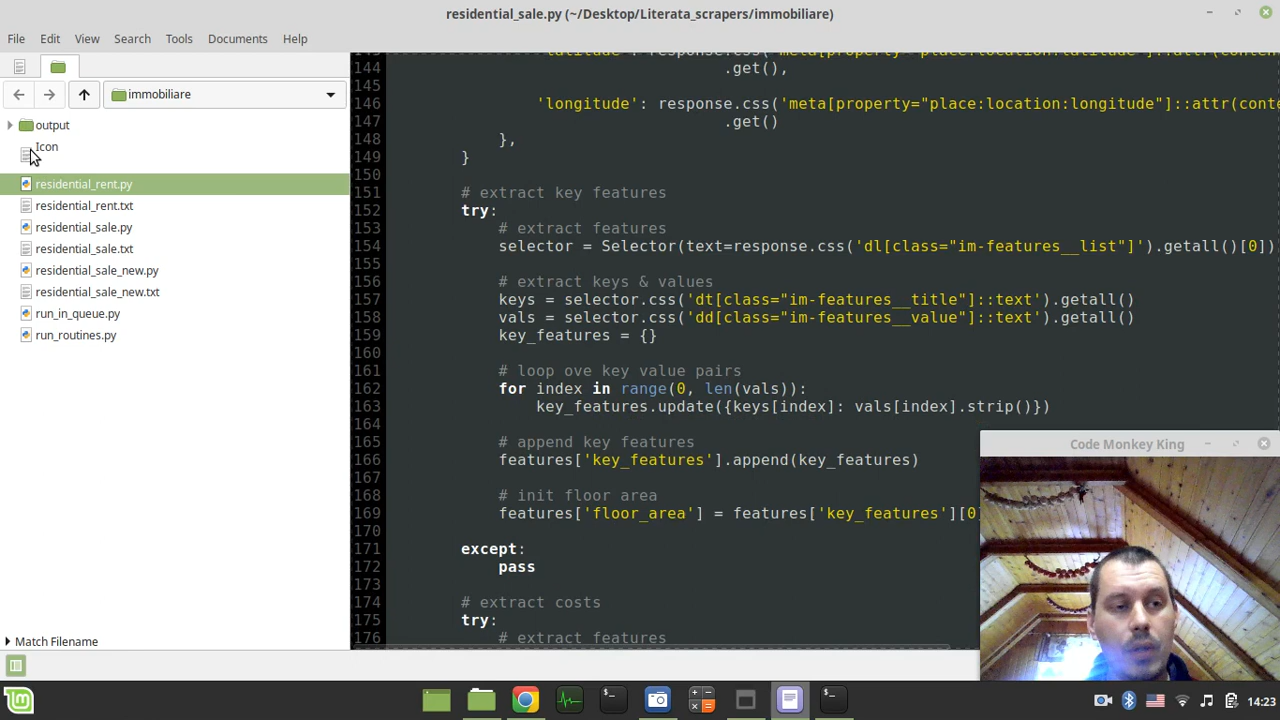 residential_sale.py (~/Desktop/Literata_scrapers/immobiliare)
File Edit View Search Tools Documents Help
immobiliare
output
Icon
residential_rent.py
residential_rent.txt
residential_sale.py
residential_sale.txt
residential_sale_new.py
residential_sale_new.txt
run_in_queue.py
run_routines.py
Match Filename
144 .get(),
145
146 'longitude': response.css('meta[property="place:location:longitude"]::attr(conte
147 .get()
148 },
149 }
150
151 # extract key features
152 try:
153 # extract features
154 selector = Selector(text=response.css('dl[class="im-features__list"]').getall()[0])
155
156 # extract keys & values
157 keys = selector.css('dt[class="im-features__title"]::text').getall()
158 vals = selector.css('dd[class="im-features__value"]::text').getall()
159 key_features = {}
160
161 # loop ove key value pairs
162 for index in range(0, len(vals)):
163 key_features.update({keys[index]: vals[index].strip()})
164
165 # append key features
166 features['key_features'].append(key_features)
167
168 # init floor area
169 features['floor_area'] = features['key_features'][0]
170
171 except:
172 pass
173
174 # extract costs
175 try:
176 # extract features
Code Monkey King
14:23